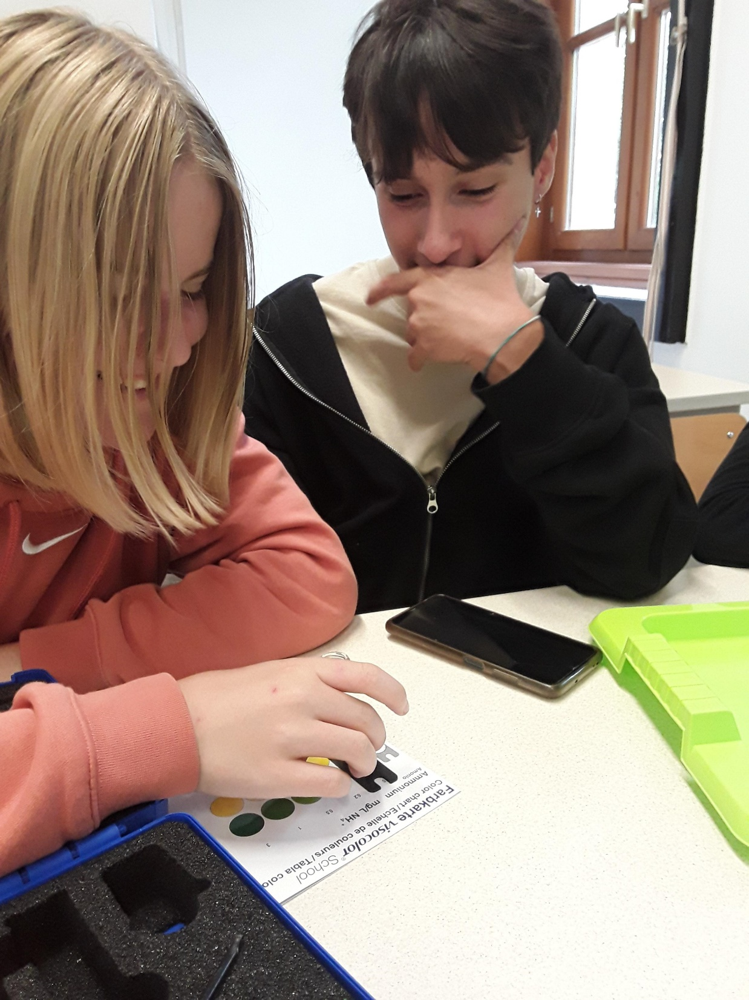 Farbkarte visocolor® School
Color chart/Echelle de couleurs/Tabla colo
Ammonium mg/L NH₄⁺
Amonio
0
0.2
0.5
1
3